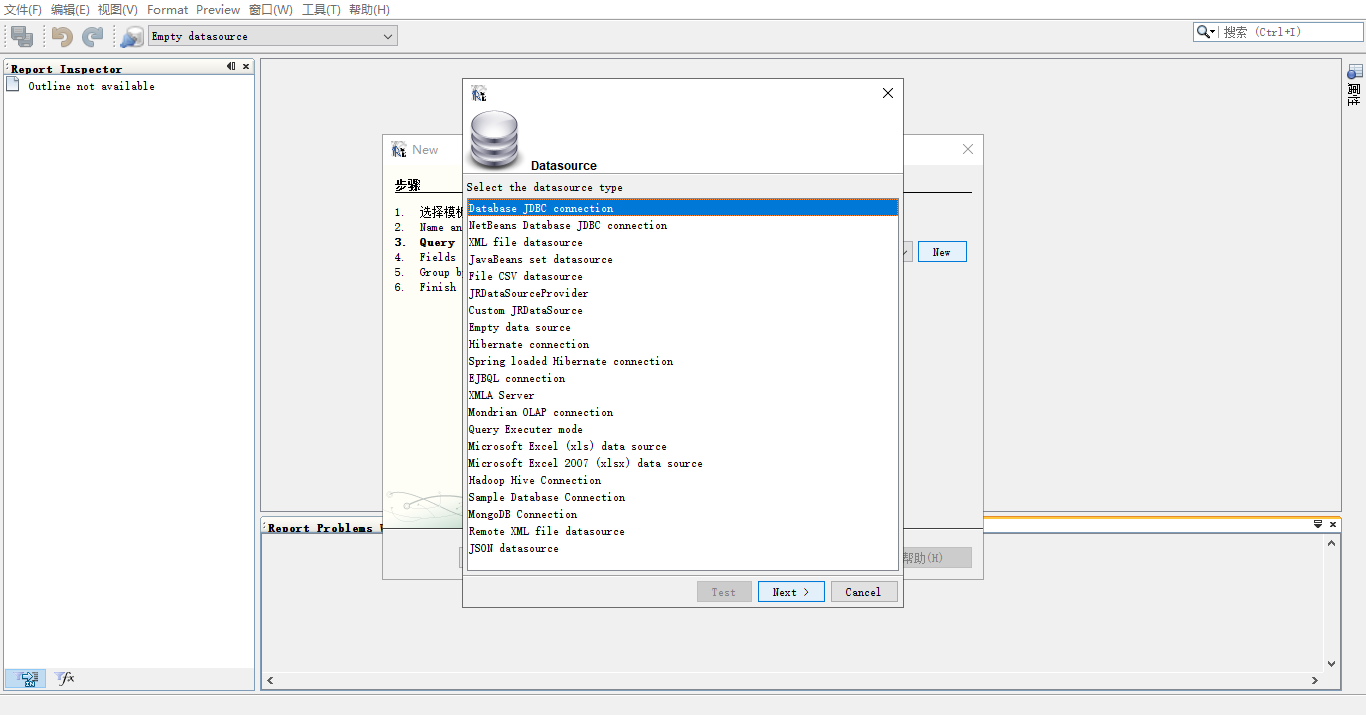 文件(F) 编辑(E) 视图(V) Format Preview 窗口(W) 工具(T) 帮助(H)
Empty datasource
搜索 (Ctrl+I)
Report Inspector
Outline not available
属性
New
步骤
1. 选择模板
2. Name an
3. Query
4. Fields
5. Group b
6. Finish
New
帮助(H)
Datasource
Select the datasource type
Database JDBC connection
NetBeans Database JDBC connection
XML file datasource
JavaBeans set datasource
File CSV datasource
JRDataSourceProvider
Custom JRDataSource
Empty data source
Hibernate connection
Spring loaded Hibernate connection
EJBQL connection
XMLA Server
Mondrian OLAP connection
Query Executer mode
Microsoft Excel (xls) data source
Microsoft Excel 2007 (xlsx) data source
Hadoop Hive Connection
Sample Database Connection
MongoDB Connection
Remote XML file datasource
JSON datasource
Test Next > Cancel
Report Problems
fx